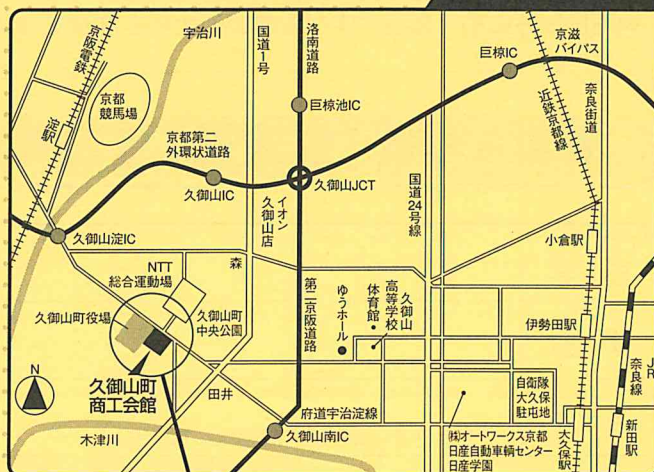 京阪電鉄
宇治川
国道1号
洛南道路
巨椋IC
京滋
バイパス
京都
競馬場
淀駅
巨椋池IC
近鉄京都線
奈良街道
京都第二
外環状道路
久御山IC
久御山JCT
イオン
久御山店
国道24号線
久御山淀IC
小倉駅
森
NTT
総合運動場
第二京阪道路
ゆうホール
体育館
久御山
高等学校
久御山町役場
久御山町
中央公園
伊勢田駅
N
久御山町
商工会館
田井
自衛隊
大久保
駐屯地
JR
奈良線
府道宇治淀線
木津川
久御山南IC
㈱オートワークス京都
日産自動車輌センター
日産学園
大久保駅
新田駅